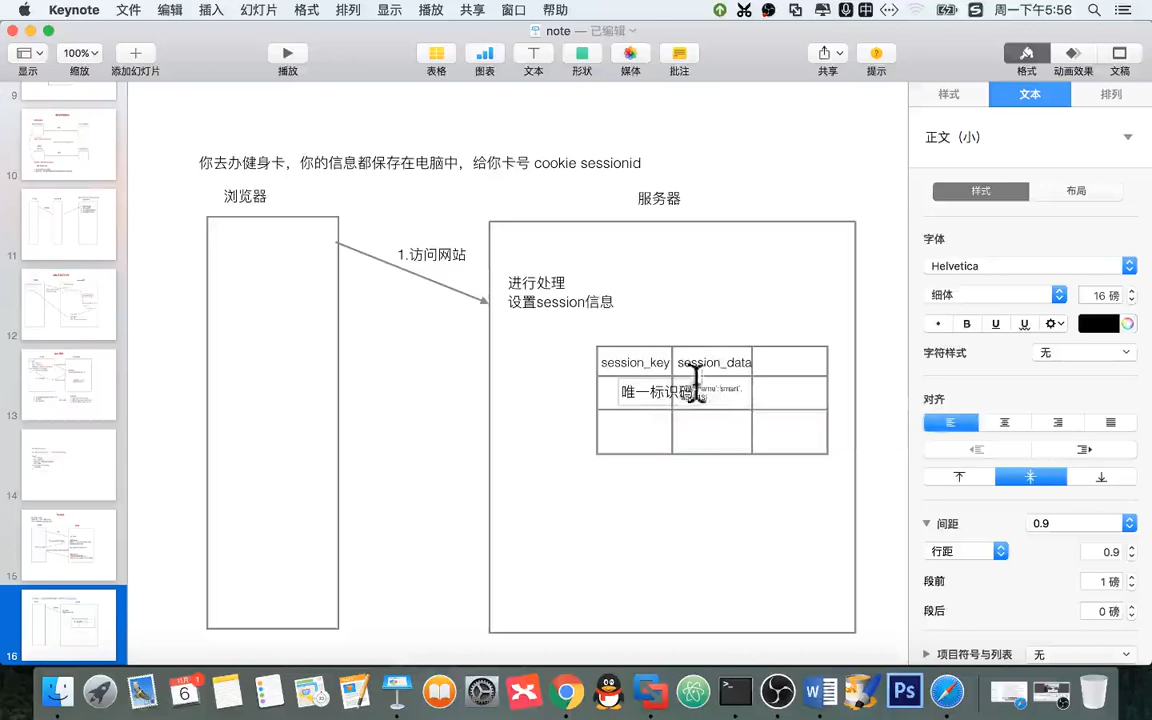 Keynote 文件 编辑 插入 幻灯片 格式 排列 显示 播放 共享 窗口 帮助 周一下午5:56
note — 已编辑
100%
显示 缩放 添加幻灯片 播放 表格 图表 文本 形状 媒体 批注 共享 提示 格式 动画效果 文稿
9
10
11
12
13
14
15
16
你去办健身卡，你的信息都保存在电脑中，给你卡号 cookie sessionid
浏览器
服务器
1.访问网站
进行处理
设置session信息
session_key session_data
唯一标识码
样式 文本 排列
正文（小）
样式 布局
字体
Helvetica
细体 16 磅
B U U
字符样式 无
对齐
间距 0.9
行距 0.9
段前 1 磅
段后 0 磅
项目符号与列表 无
6
W Ps